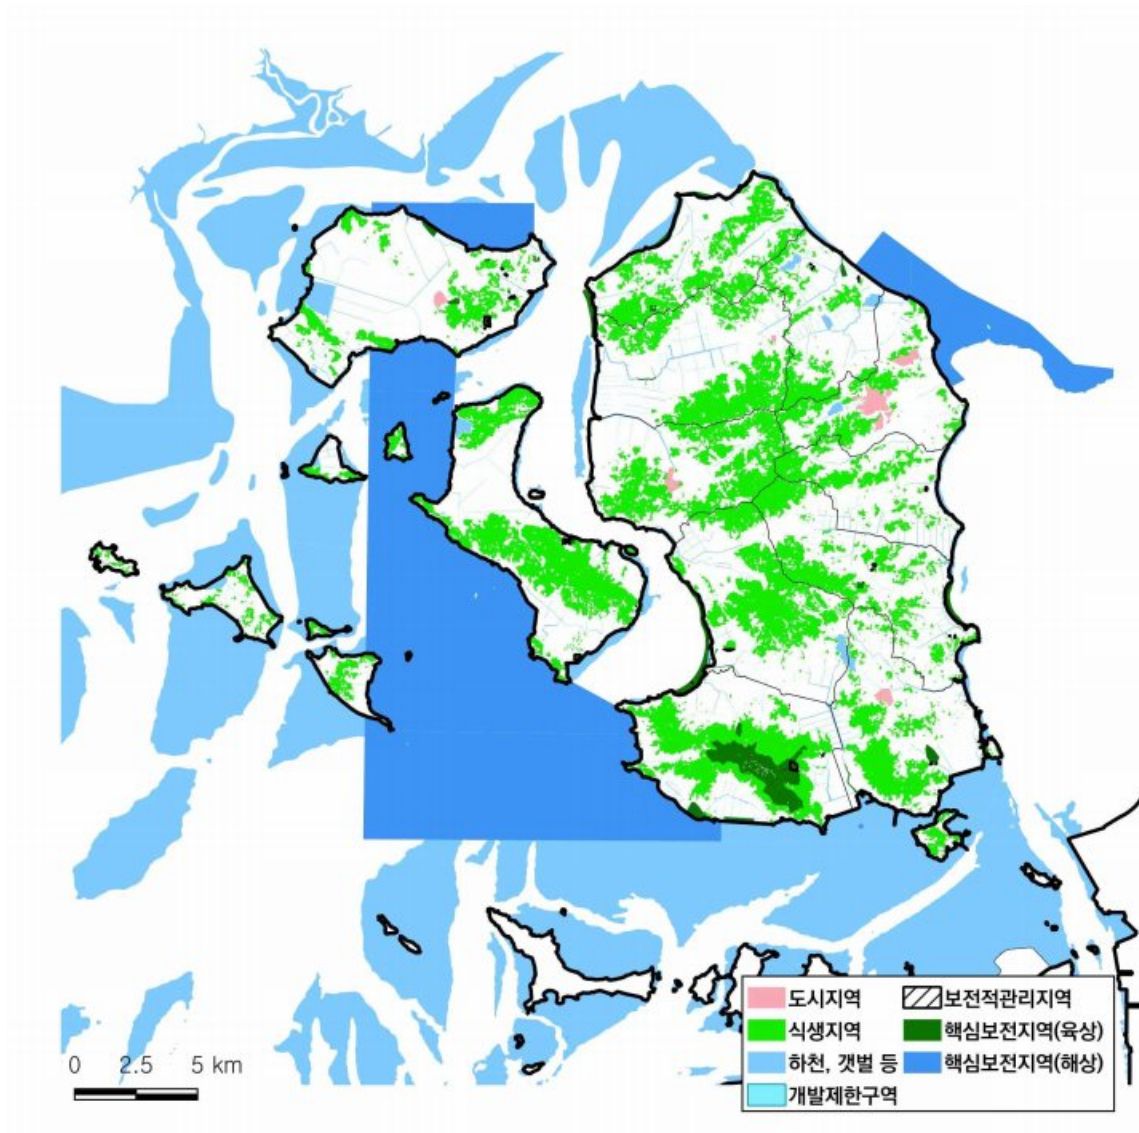 도시지역 보전적관리지역
식생지역 핵심보전지역(육상)
하천, 갯벌 등 핵심보전지역(해상)
개발제한구역
0 2.5 5 km